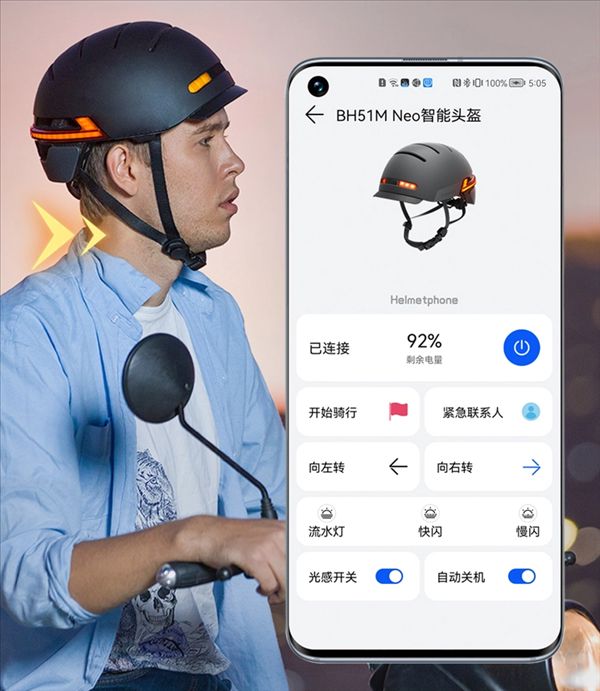 100% 5:05
BH51M Neo智能头盔
Helmetphone
已连接 92% 剩余电量
开始骑行 紧急联系人
向左转 向右转
流水灯 快闪 慢闪
光感开关 自动关机